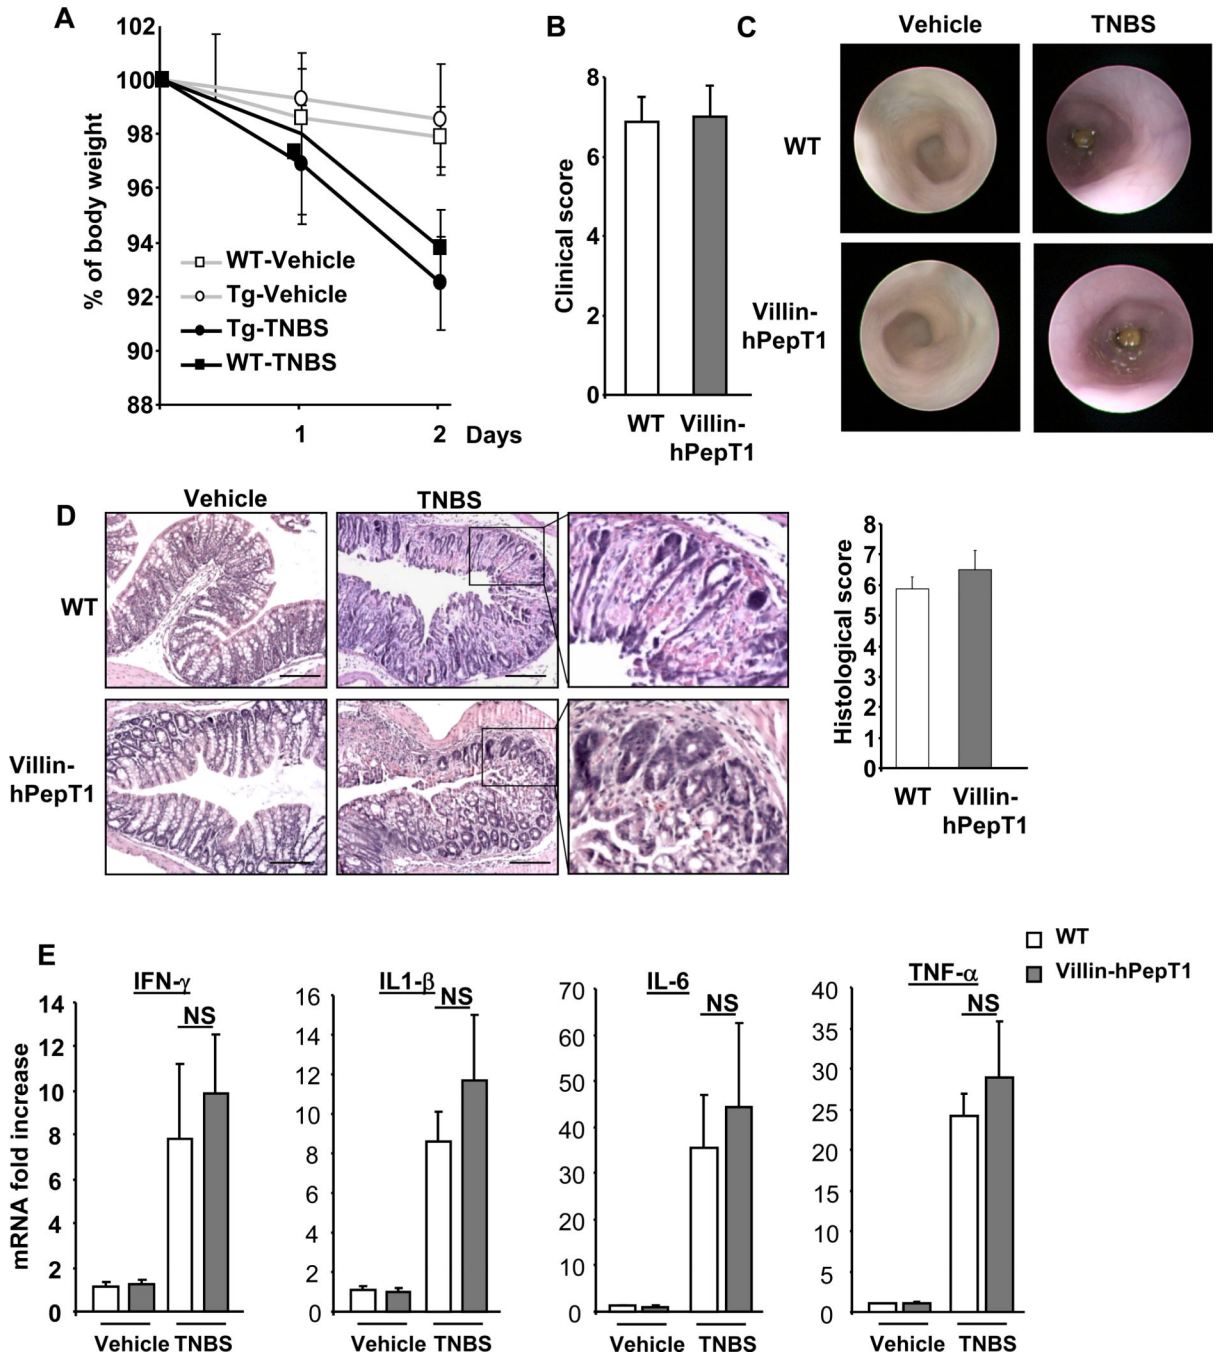 A
102
100
98
96
94
92
90
88
% of body weight
WT-Vehicle
Tg-Vehicle
Tg-TNBS
WT-TNBS
1
2
Days
B
8
6
4
2
0
Clinical score
WT
Villin-
hPepT1
C
Vehicle
TNBS
WT
Villin-
hPepT1
D
Vehicle
TNBS
WT
Villin-
hPepT1
8
7
6
5
4
3
2
1
0
Histological score
WT
Villin-
hPepT1
E
WT
Villin-hPepT1
mRNA fold increase
IFN-γ
NS
14
12
10
8
6
4
2
0
Vehicle
TNBS
IL1-β
NS
16
14
12
10
8
6
4
2
0
Vehicle
TNBS
IL-6
NS
70
60
50
40
30
20
10
0
Vehicle
TNBS
TNF-α
NS
40
35
30
25
20
15
10
5
0
Vehicle
TNBS